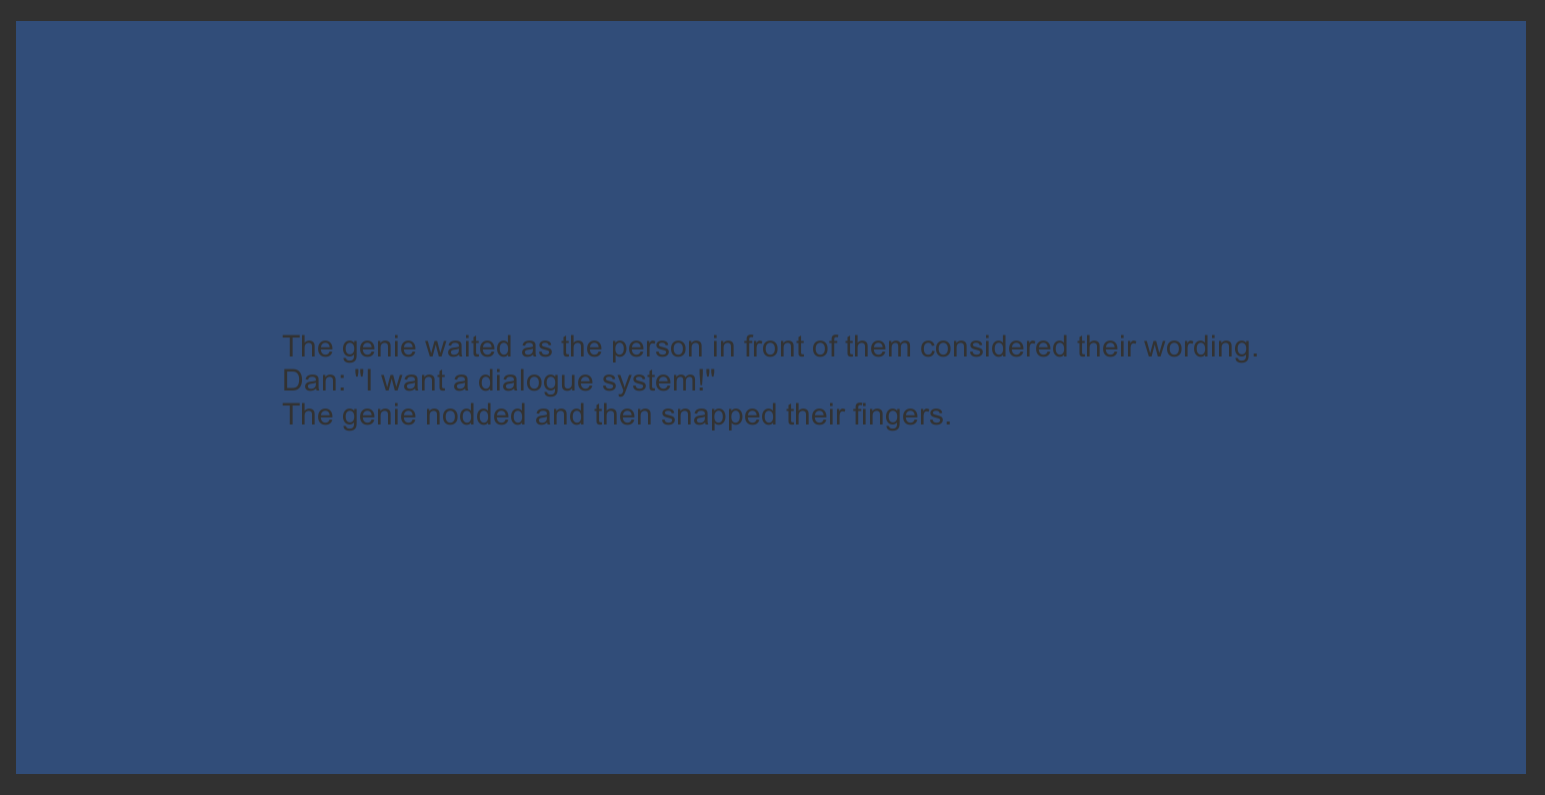 The genie waited as the person in front of them considered their wording.
Dan: "I want a dialogue system!"
The genie nodded and then snapped their fingers.